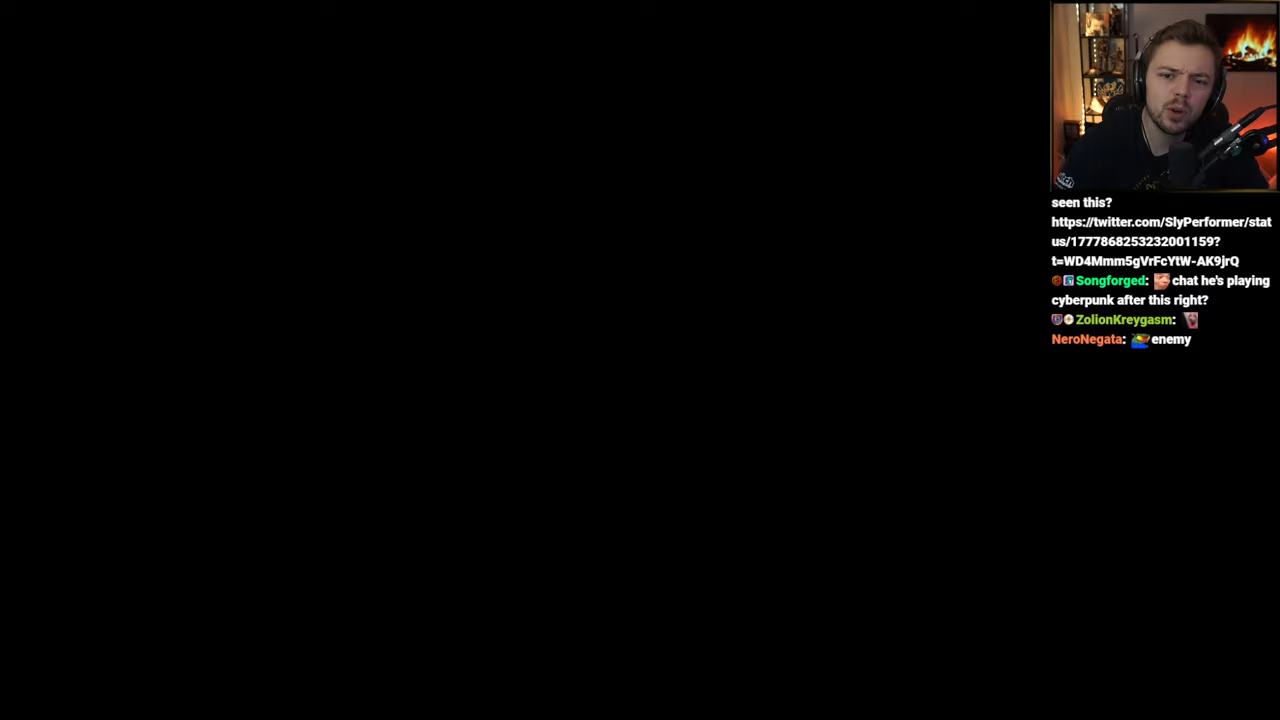 seen this?
https://twitter.com/SlyPerformer/stat
us/1777868253232001159?
t=WD4Mmm5gVrFcYtW-AK9jrQ
Songforged: chat he's playing
cyberpunk after this right?
ZolionKreygasm:
NeroNegata: enemy